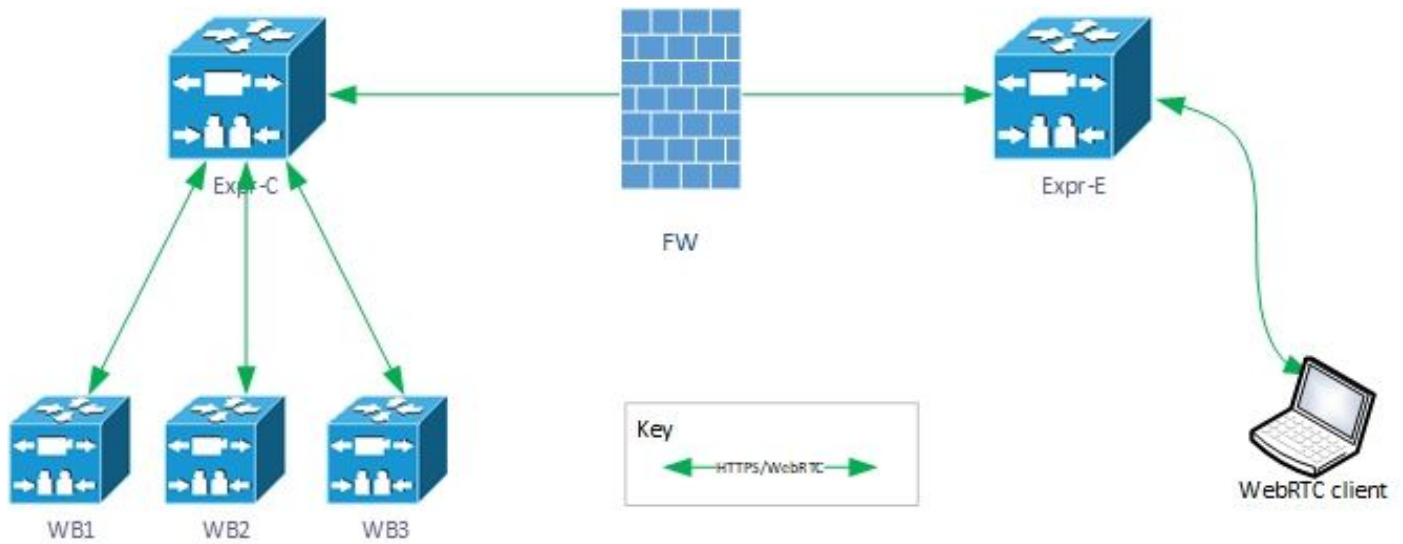 Expr-C
Expr-E
FW
Key
HTTPS/WebRTC
WebRTC client
WB1
WB2
WB3